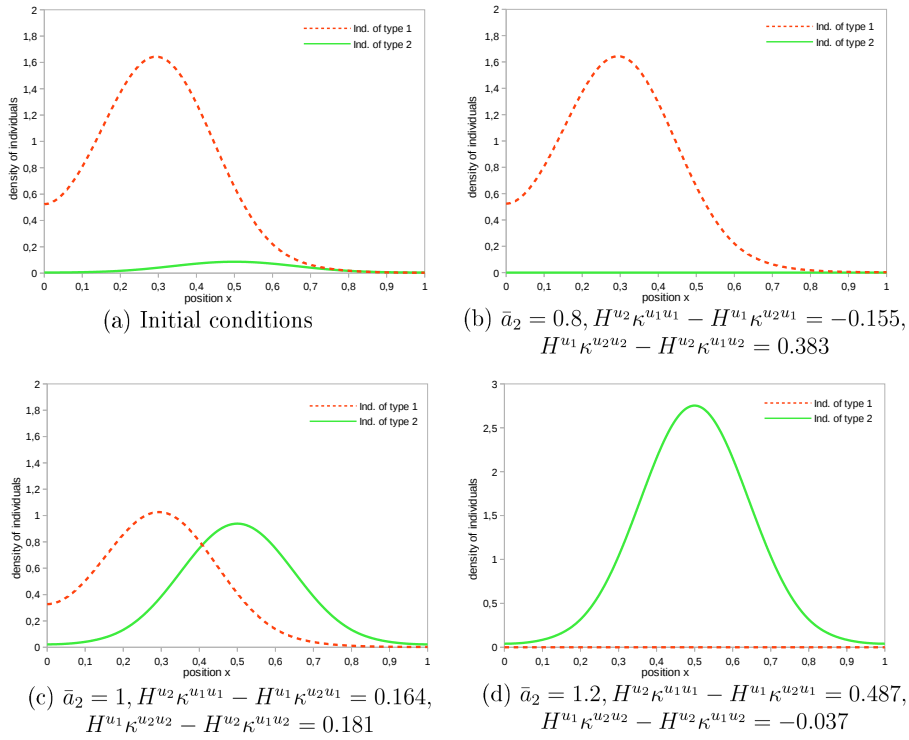 2
1,8
1,6
1,4
1,2
1
0,8
0,6
0,4
0,2
0
density of individuals
Ind. of type 1
Ind. of type 2
0 0,1 0,2 0,3 0,4 0,5 0,6 0,7 0,8 0,9 1
position x
(a) Initial conditions
2
1,8
1,6
1,4
1,2
1
0,8
0,6
0,4
0,2
0
density of individuals
Ind. of type 1
Ind. of type 2
0 0,1 0,2 0,3 0,4 0,5 0,6 0,7 0,8 0,9 1
position x
(b) ā₂ = 0.8, H^{u₂}κ^{u₁u₁} − H^{u₁}κ^{u₂u₁} = −0.155,
H^{u₁}κ^{u₂u₂} − H^{u₂}κ^{u₁u₂} = 0.383
2
1,8
1,6
1,4
1,2
1
0,8
0,6
0,4
0,2
0
density of individuals
Ind. of type 1
Ind. of type 2
0 0,1 0,2 0,3 0,4 0,5 0,6 0,7 0,8 0,9 1
position x
(c) ā₂ = 1, H^{u₂}κ^{u₁u₁} − H^{u₁}κ^{u₂u₁} = 0.164,
H^{u₁}κ^{u₂u₂} − H^{u₂}κ^{u₁u₂} = 0.181
3
2,5
2
1,5
1
0,5
0
density of individuals
Ind. of type 1
Ind. of type 2
0 0,1 0,2 0,3 0,4 0,5 0,6 0,7 0,8 0,9 1
position x
(d) ā₂ = 1.2, H^{u₂}κ^{u₁u₁} − H^{u₁}κ^{u₂u₁} = 0.487,
H^{u₁}κ^{u₂u₂} − H^{u₂}κ^{u₁u₂} = −0.037